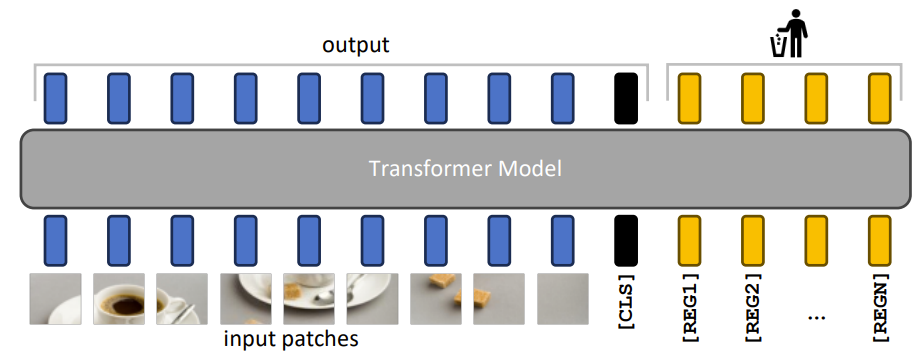 output
Transformer Model
[CLS]
[REG1]
[REG2]
...
[REGN]
input patches